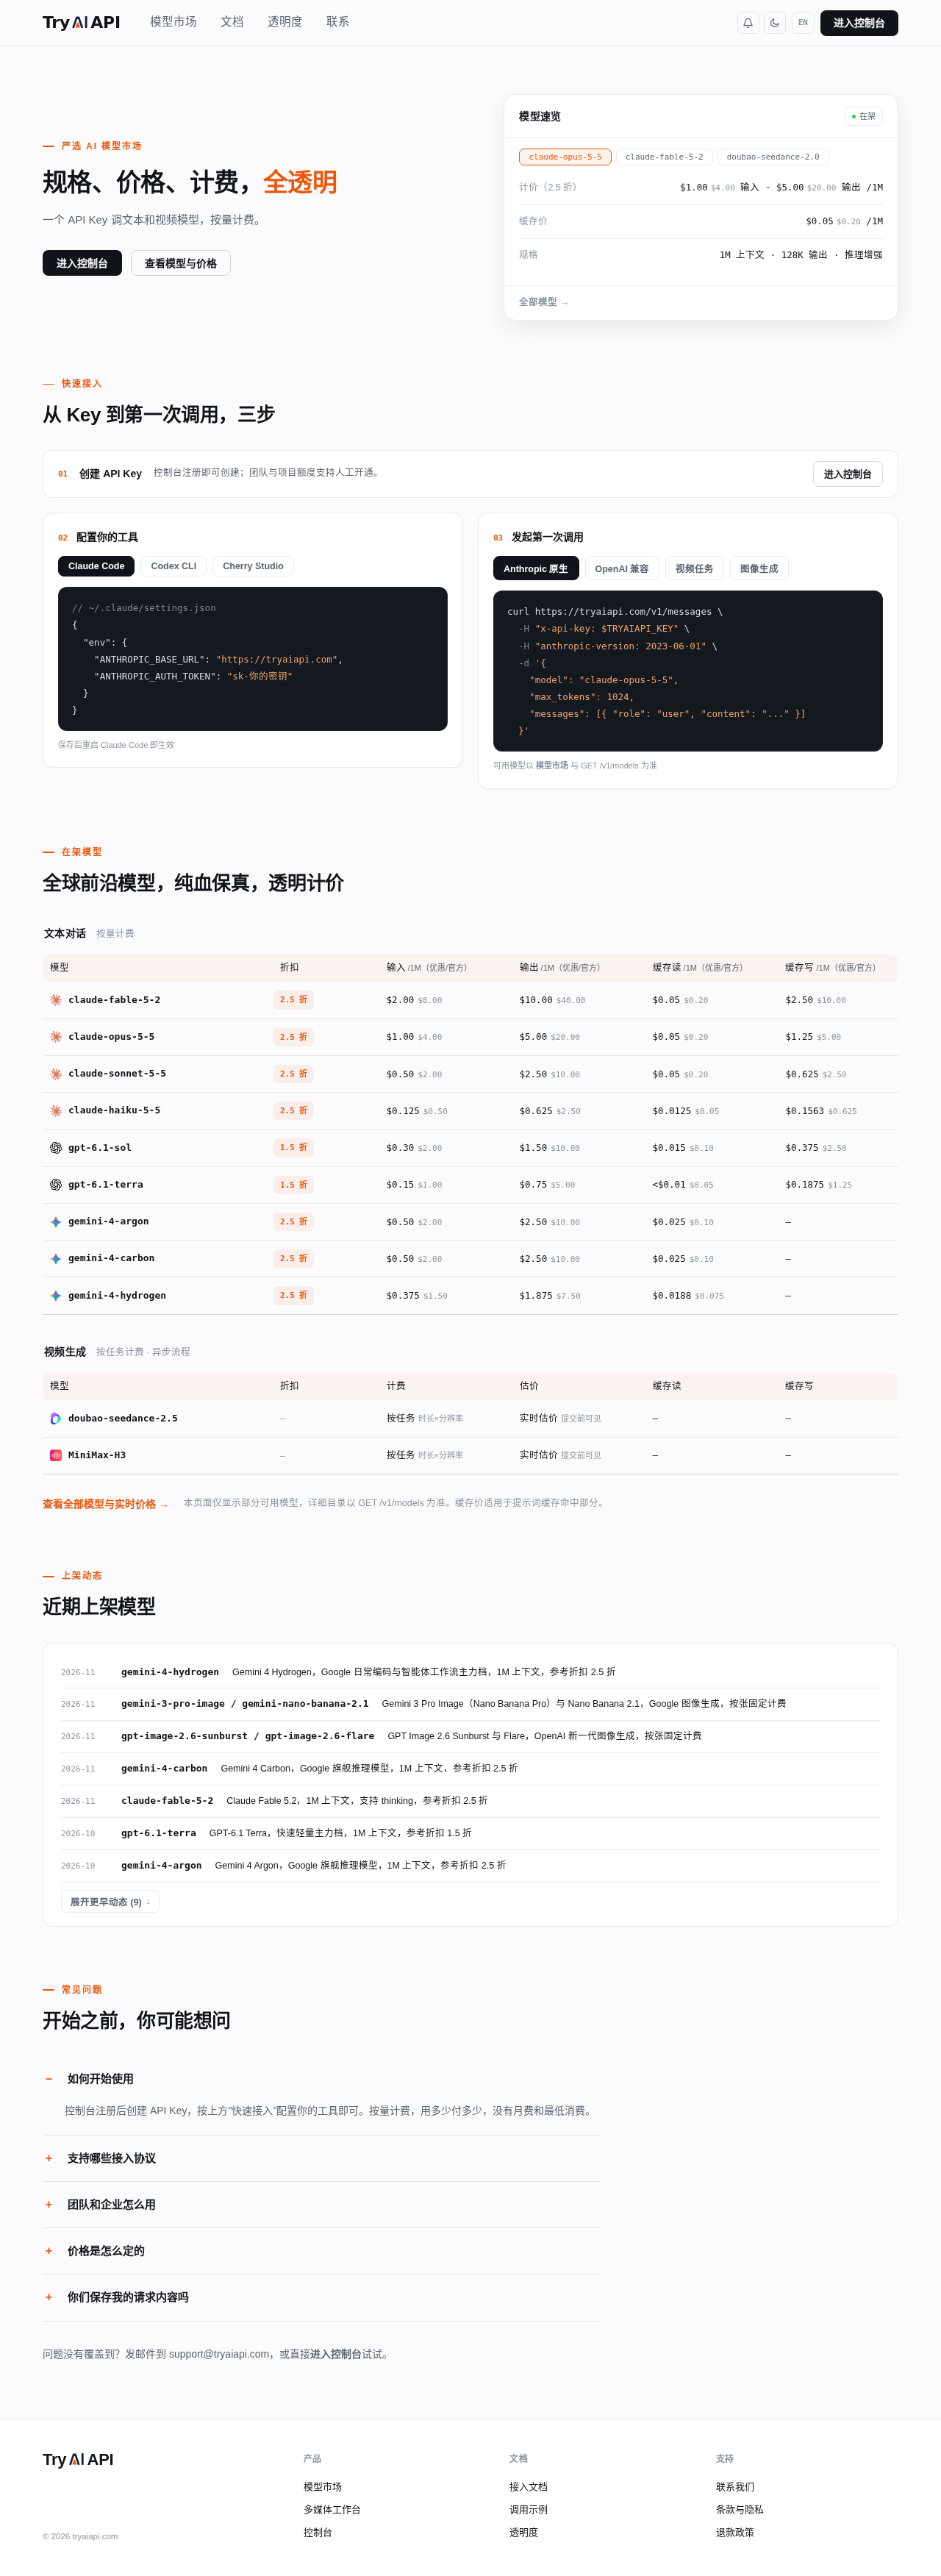 Try AI API 模型市场 文档 透明度 联系 EN 进入控制台
严选 AI 模型市场
规格、价格、计费，全透明
一个 API Key 调文本和视频模型，按量计费。
进入控制台 查看模型与价格
模型速览 在架
claude-opus-5-5 claude-fable-5-2 doubao-seedance-2.0
计价（2.5 折） $1.00 $4.00 输入 · $5.00 $20.00 输出 /1M
缓存价 $0.05 $0.20 /1M
规格 1M 上下文 · 128K 输出 · 推理增强
全部模型 →
快速接入
从 Key 到第一次调用，三步
01 创建 API Key 控制台注册即可创建；团队与项目额度支持人工开通。 进入控制台
02 配置你的工具
Claude Code Codex CLI Cherry Studio
// ~/.claude/settings.json
{
"env": {
"ANTHROPIC_BASE_URL": "https://tryaiapi.com",
"ANTHROPIC_AUTH_TOKEN": "sk-你的密钥"
}
}
保存后重启 Claude Code 即生效
03 发起第一次调用
Anthropic 原生 OpenAI 兼容 视频任务 图像生成
curl https://tryaiapi.com/v1/messages \
-H "x-api-key: $TRYAIAPI_KEY" \
-H "anthropic-version: 2023-06-01" \
-d '{
"model": "claude-opus-5-5",
"max_tokens": 1024,
"messages": [{ "role": "user", "content": "..." }]
}'
可用模型以 模型市场 与 GET /v1/models 为准
在架模型
全球前沿模型，纯血保真，透明计价
文本对话 按量计费
模型 折扣 输入 /1M（优惠/官方） 输出 /1M（优惠/官方） 缓存读 /1M（优惠/官方） 缓存写 /1M（优惠/官方）
claude-fable-5-2 2.5 折 $2.00 $8.00 $10.00 $40.00 $0.05 $0.20 $2.50 $10.00
claude-opus-5-5 2.5 折 $1.00 $4.00 $5.00 $20.00 $0.05 $0.20 $1.25 $5.00
claude-sonnet-5-5 2.5 折 $0.50 $2.00 $2.50 $10.00 $0.05 $0.20 $0.625 $2.50
claude-haiku-5-5 2.5 折 $0.125 $0.50 $0.625 $2.50 $0.0125 $0.05 $0.1563 $0.625
gpt-6.1-sol 1.5 折 $0.30 $2.00 $1.50 $10.00 $0.015 $0.10 $0.375 $2.50
gpt-6.1-terra 1.5 折 $0.15 $1.00 $0.75 $5.00 <$0.01 $0.05 $0.1875 $1.25
gemini-4-argon 2.5 折 $0.50 $2.00 $2.50 $10.00 $0.025 $0.10 —
gemini-4-carbon 2.5 折 $0.50 $2.00 $2.50 $10.00 $0.025 $0.10 —
gemini-4-hydrogen 2.5 折 $0.375 $1.50 $1.875 $7.50 $0.0188 $0.075 —
视频生成 按任务计费 · 异步流程
模型 折扣 计费 估价 缓存读 缓存写
doubao-seedance-2.5 — 按任务 时长×分辨率 实时估价 提交前可见 — —
MiniMax-H3 — 按任务 时长×分辨率 实时估价 提交前可见 — —
查看全部模型与实时价格 → 本页面仅显示部分可用模型，详细目录以 GET /v1/models 为准。缓存价适用于提示词缓存命中部分。
上架动态
近期上架模型
2026-11 gemini-4-hydrogen Gemini 4 Hydrogen，Google 日常编码与智能体工作流主力档，1M 上下文，参考折扣 2.5 折
2026-11 gemini-3-pro-image / gemini-nano-banana-2.1 Gemini 3 Pro Image（Nano Banana Pro）与 Nano Banana 2.1，Google 图像生成，按张固定计费
2026-11 gpt-image-2.6-sunburst / gpt-image-2.6-flare GPT Image 2.6 Sunburst 与 Flare，OpenAI 新一代图像生成，按张固定计费
2026-11 gemini-4-carbon Gemini 4 Carbon，Google 旗舰推理模型，1M 上下文，参考折扣 2.5 折
2026-11 claude-fable-5-2 Claude Fable 5.2，1M 上下文，支持 thinking，参考折扣 2.5 折
2026-10 gpt-6.1-terra GPT-6.1 Terra，快速轻量主力档，1M 上下文，参考折扣 1.5 折
2026-10 gemini-4-argon Gemini 4 Argon，Google 旗舰推理模型，1M 上下文，参考折扣 2.5 折
展开更早动态 (9) ↓
常见问题
开始之前，你可能想问
− 如何开始使用
控制台注册后创建 API Key，按上方"快速接入"配置你的工具即可。按量计费，用多少付多少，没有月费和最低消费。
+ 支持哪些接入协议
+ 团队和企业怎么用
+ 价格是怎么定的
+ 你们保存我的请求内容吗
问题没有覆盖到？发邮件到 support@tryaiapi.com，或直接进入控制台试试。
Try AI API
© 2026 tryaiapi.com
产品
模型市场
多媒体工作台
控制台
文档
接入文档
调用示例
透明度
支持
联系我们
条款与隐私
退款政策